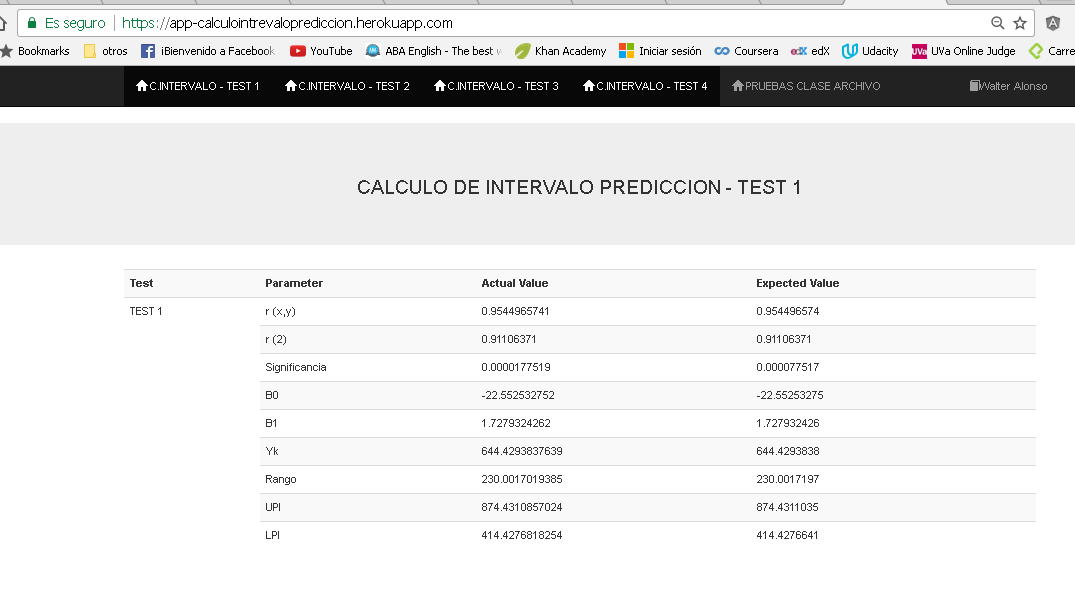 Es seguro | https://app-calculointrevaloprediccion.herokuapp.com
Bookmarks otros iBienvenido a Facebook YouTube ABA English - The best Khan Academy Iniciar sesión Coursera edX edX Udacity UVa UVa Online Judge Carre
C.INTERVALO - TEST 1 C.INTERVALO - TEST 2 C.INTERVALO - TEST 3 C.INTERVALO - TEST 4 PRUEBAS CLASE ARCHIVO Walter Alonso
CALCULO DE INTERVALO PREDICCION - TEST 1
Test Parameter Actual Value Expected Value
TEST 1 r (x,y) 0.9544965741 0.954496574
r (2) 0.91106371 0.91106371
Significancia 0.0000177519 0.000077517
B0 -22.552532752 -22.55253275
B1 1.7279324262 1.727932426
Yk 644.4293837639 644.4293838
Rango 230.0017019385 230.0017197
UPI 874.4310857024 874.4311035
LPI 414.4276818254 414.4276641